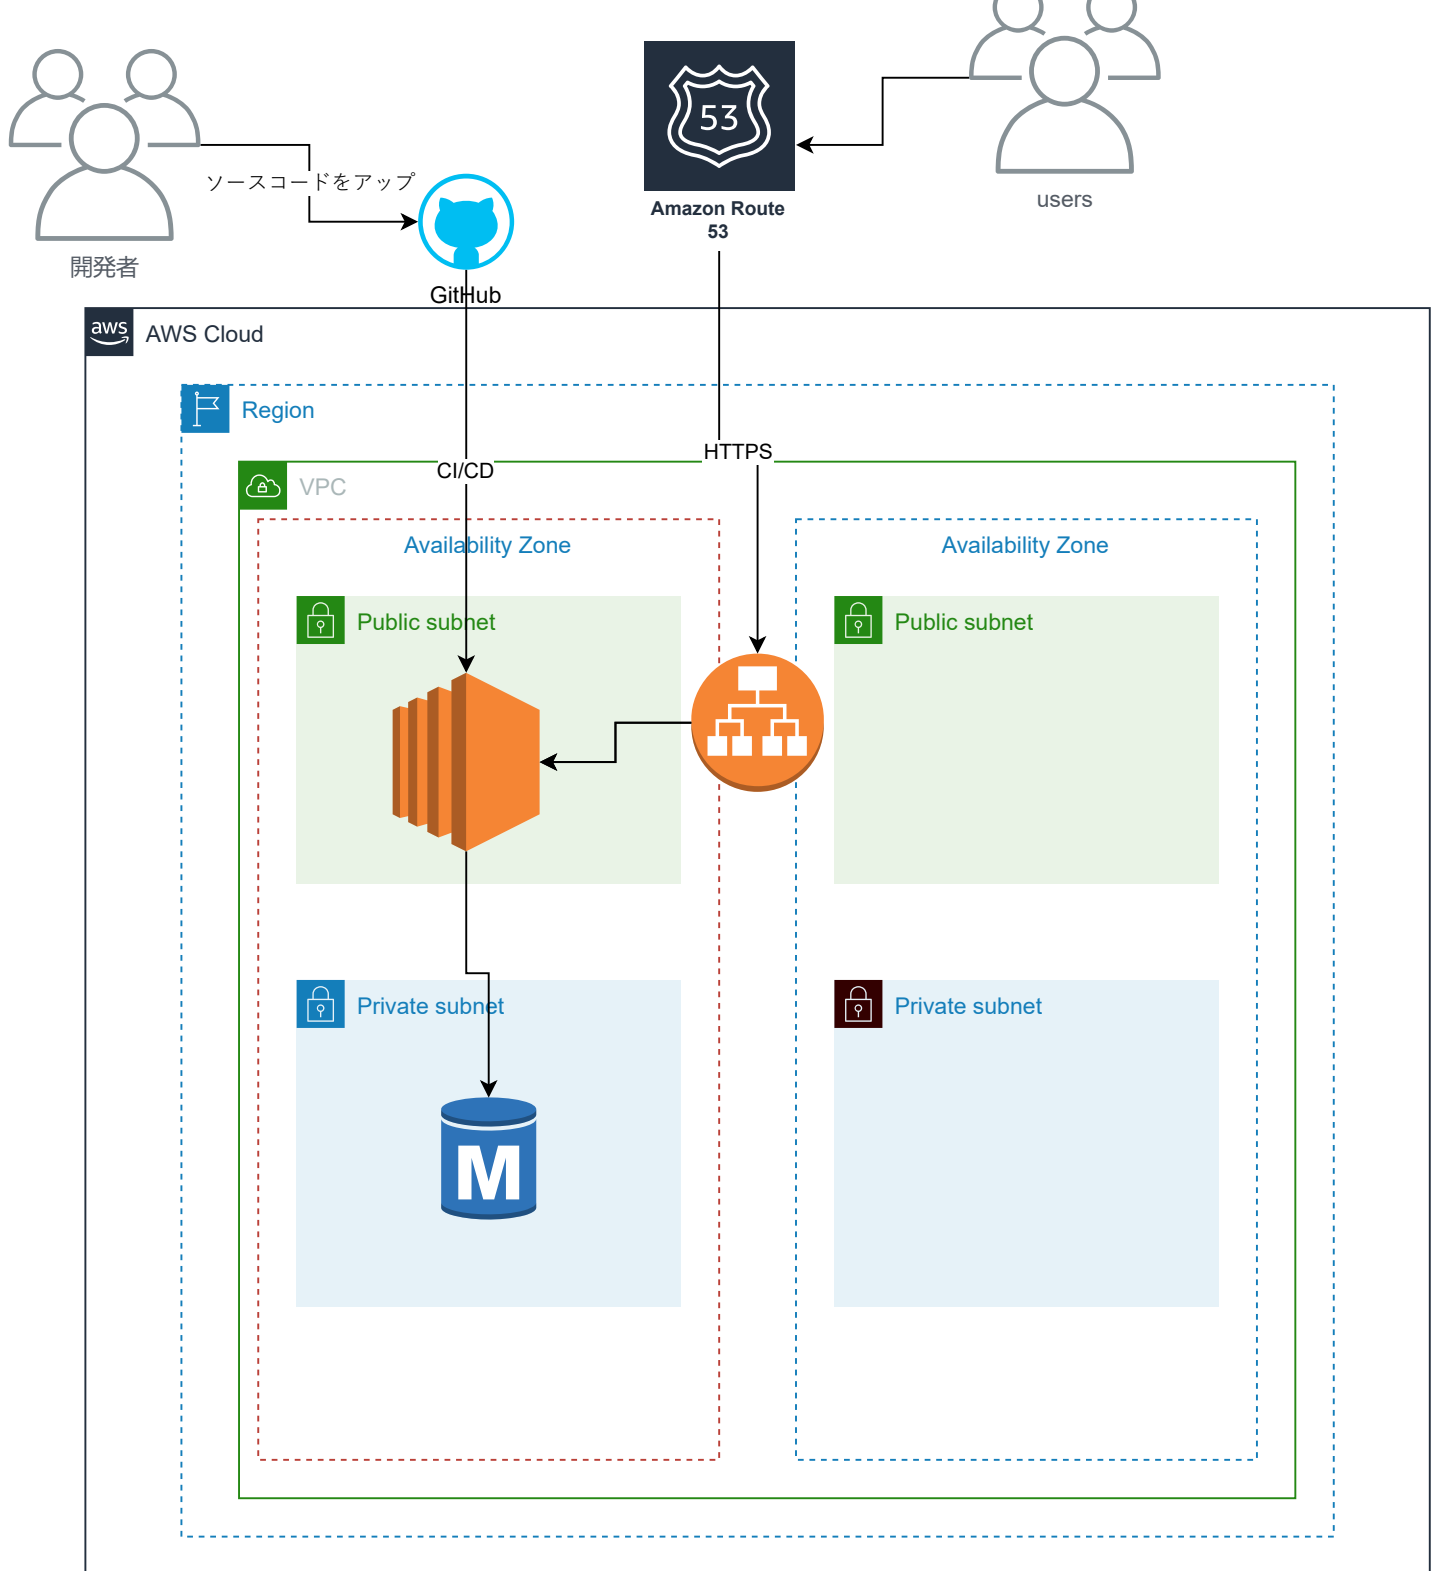 53
users
Amazon Route
53
ソースコードをアップ
開発者
GitHub
aws
AWS Cloud
Region
HTTPS
CI/CD
VPC
Availability Zone
Availability Zone
Public subnet
Public subnet
Private subnet
Private subnet
M